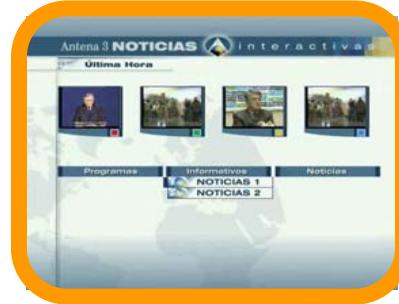 Antena 3 NOTICIAS interactivas
Última Hora
Programas Informativos Noticias
NOTICIAS 1
NOTICIAS 2